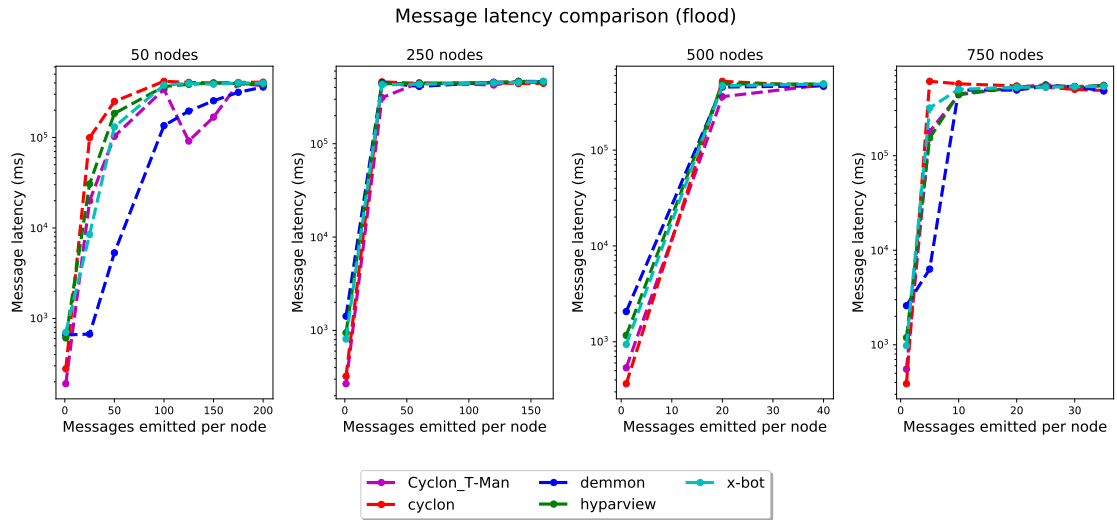 Message latency comparison (flood)
50 nodes
10^5
10^4
10^3
0 50 100 150 200
Message latency (ms)
Messages emitted per node
250 nodes
10^5
10^4
10^3
0 50 100 150
Message latency (ms)
Messages emitted per node
500 nodes
10^5
10^4
10^3
0 10 20 30 40
Message latency (ms)
Messages emitted per node
750 nodes
10^5
10^4
10^3
0 10 20 30
Message latency (ms)
Messages emitted per node
Cyclon_T-Man demmon x-bot
cyclon hyparview